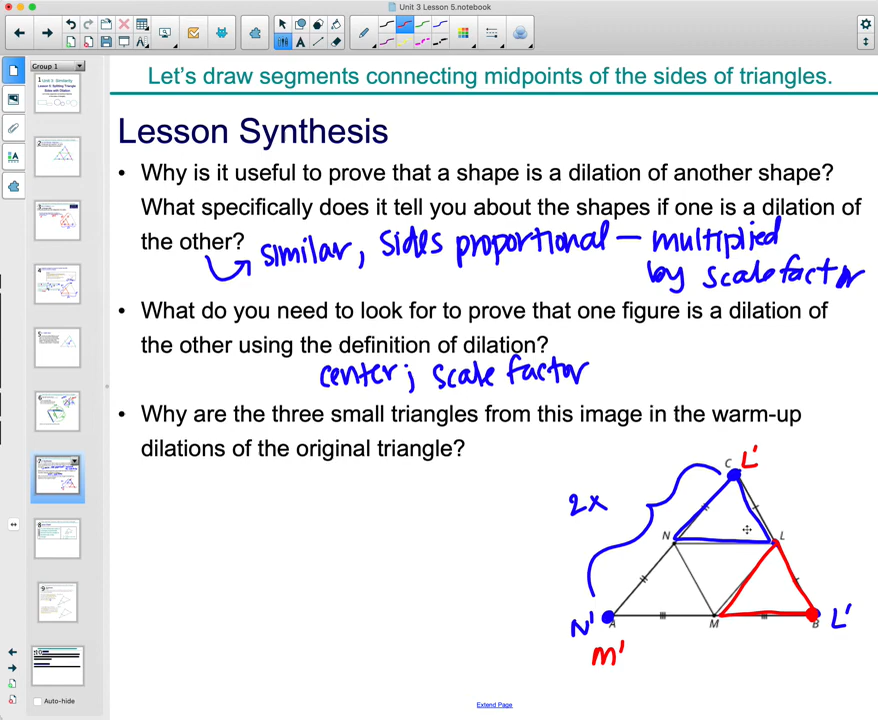 Unit 3 Lesson 5.notebook
Group 1
Let's draw segments connecting midpoints of the sides of triangles.
Lesson Synthesis
• Why is it useful to prove that a shape is a dilation of another shape?
What specifically does it tell you about the shapes if one is a dilation of
the other?
similar, sides proportional – multiplied
by scale factor
• What do you need to look for to prove that one figure is a dilation of
the other using the definition of dilation?
center; scale factor
• Why are the three small triangles from this image in the warm-up
dilations of the original triangle?
C L'
2x
N L
A M B
N' L'
M'
Auto-hide
Extend Page